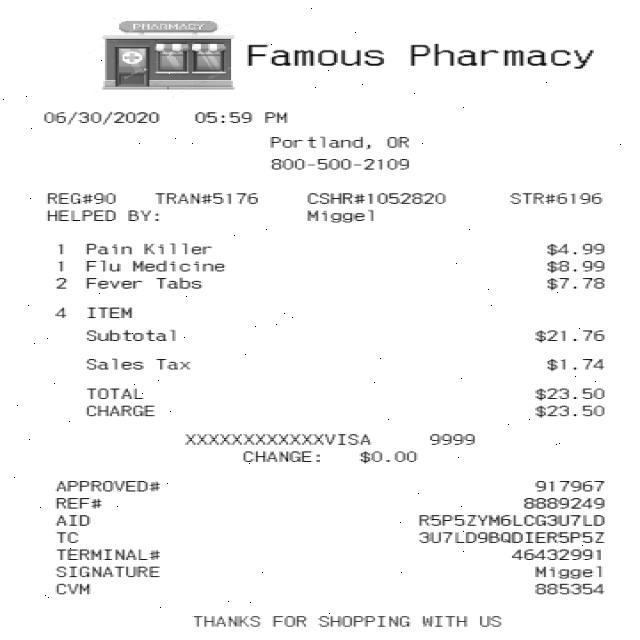 PHARMACY
Famous Pharmacy
06/30/2020 05:59 PM
Portland, OR
800-500-2109
REG#90 TRAN#5176 CSHR#1052820 STR#6196
HELPED BY: Miggel
1 Pain Killer $4.99
1 Flu Medicine $8.99
2 Fever Tabs $7.78
4 ITEM
Subtotal $21.76
Sales Tax $1.74
TOTAL $23.50
CHARGE $23.50
XXXXXXXXXXXXVISA 9999
CHANGE: $0.00
APPROVED# 917967
REF# 8889249
AID R5P5ZYM6LCG3U7LD
TC 3U7LD9BQDIER5P5Z
TERMINAL# 46432991
SIGNATURE Miggel
CVM 885354
THANKS FOR SHOPPING WITH US